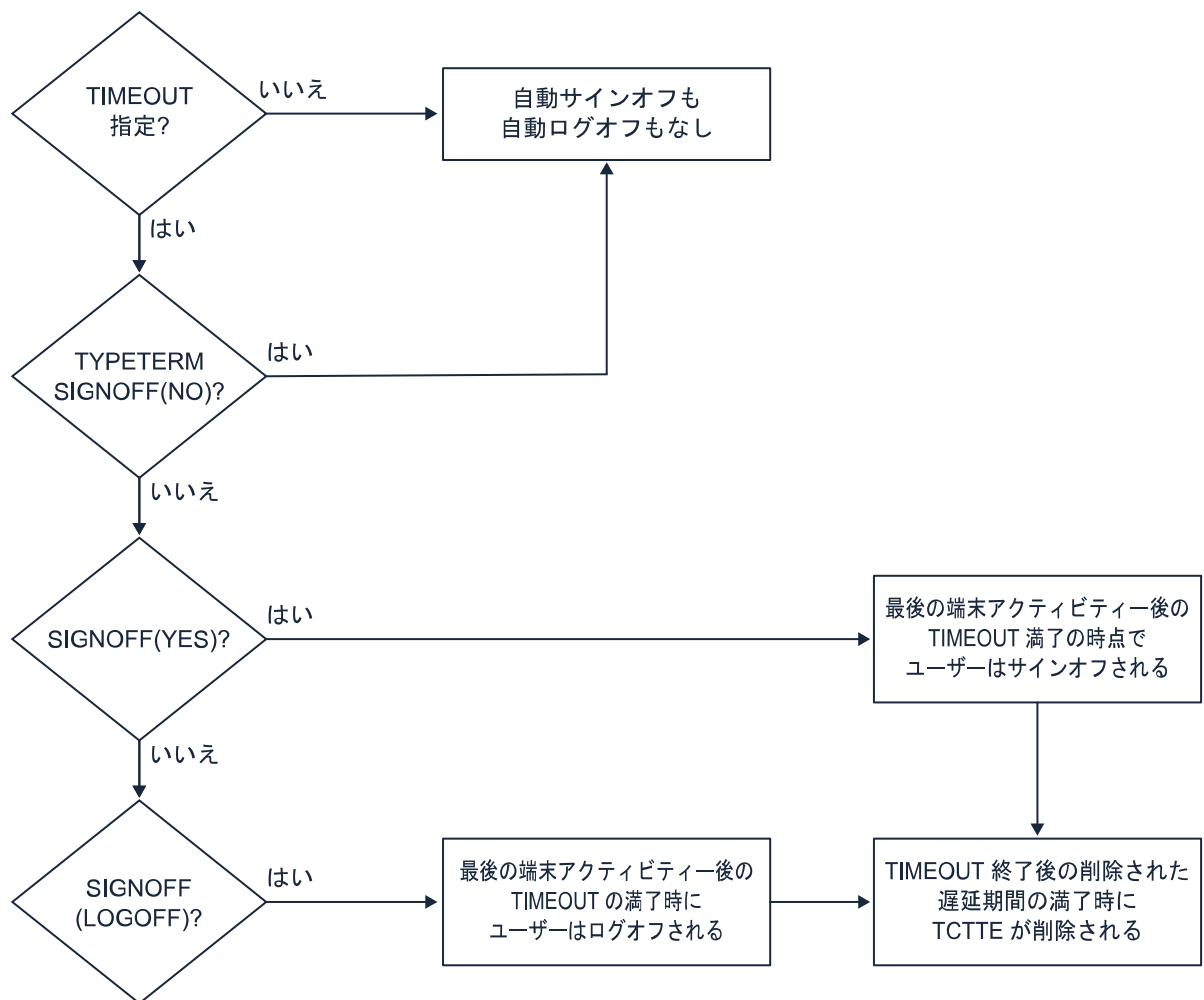 TIMEOUT
指定?
いいえ
自動サインオフも
自動ログオフもなし
はい
TYPETERM
SIGNOFF(NO)?
はい
いいえ
SIGNOFF(YES)?
はい
最後の端末アクティビティー後の
TIMEOUT 満了の時点で
ユーザーはサインオフされる
いいえ
SIGNOFF
(LOGOFF)?
はい
最後の端末アクティビティー後の
TIMEOUT の満了時に
ユーザーはログオフされる
TIMEOUT 終了後の削除された
遅延期間の満了時に
TCTTE が削除される